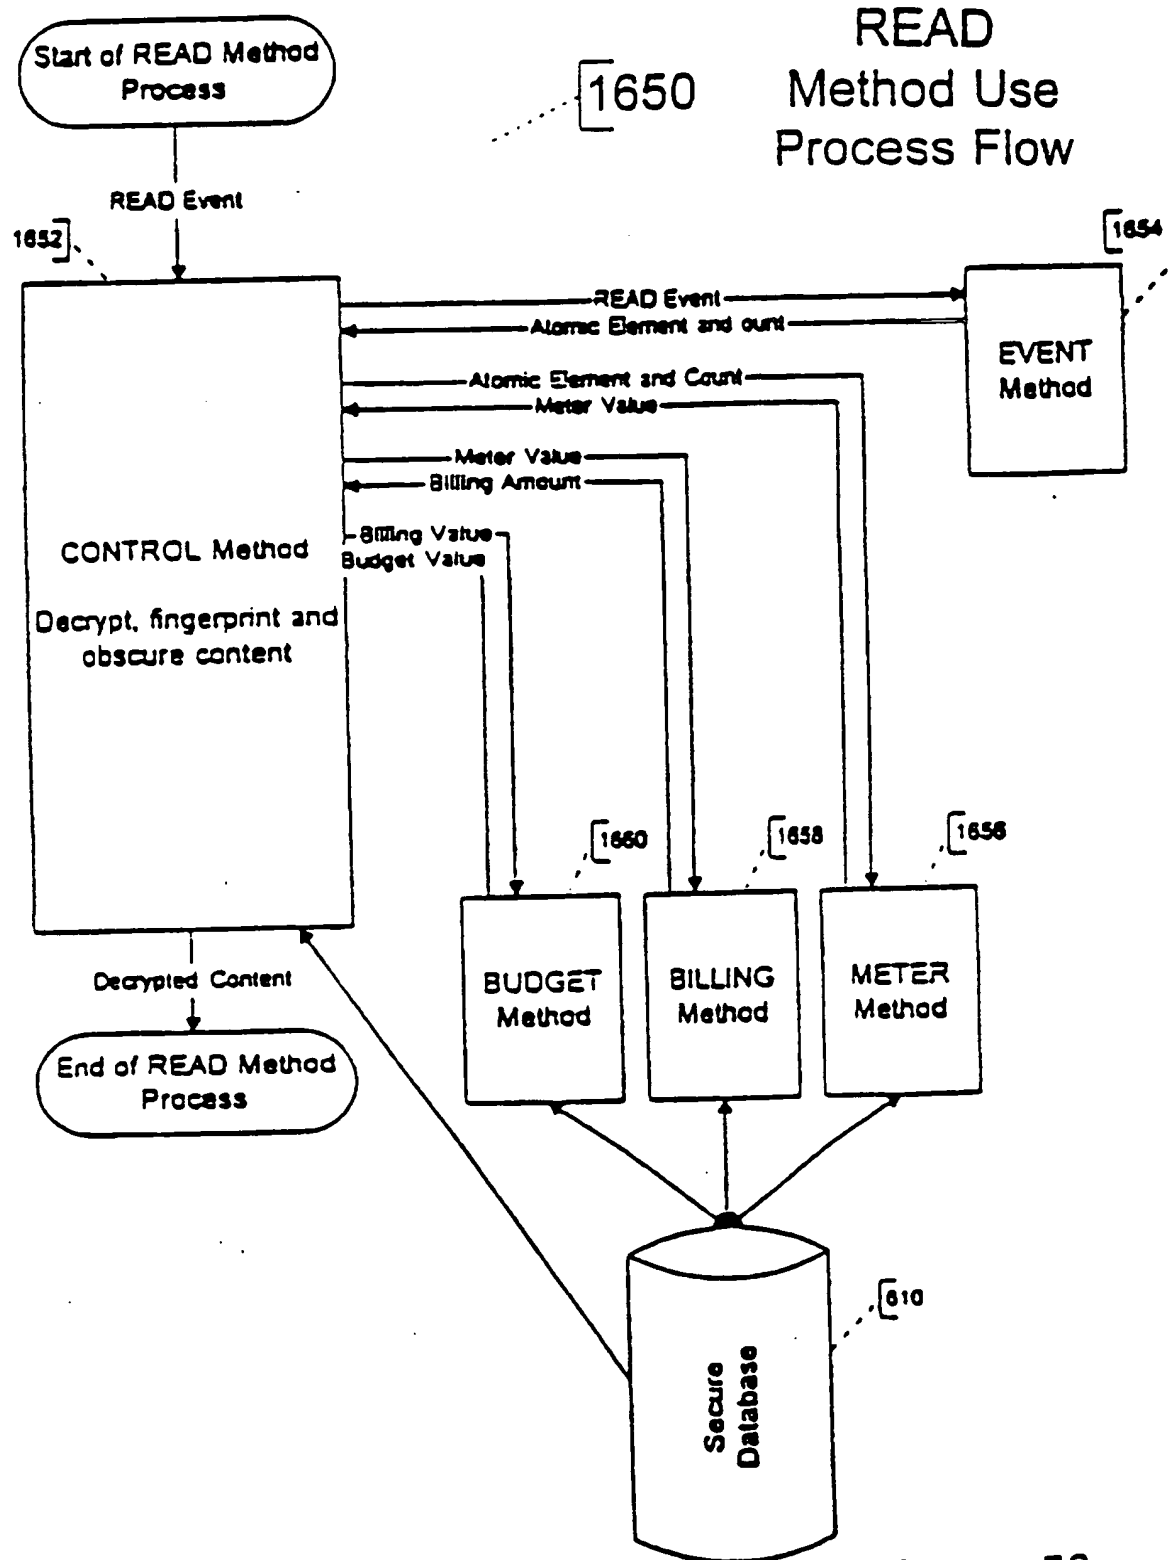 READ
Method Use
Process Flow
1650
Start of READ Method
Process
READ Event
1652
1654
READ Event
Atomic Element and ount
EVENT
Method
Atomic Element and Count
Meter Value
Meter Value
Billing Amount
Billing Value
Budget Value
CONTROL Method
Decrypt, fingerprint and
obscure content
1660
1658
1656
BUDGET
Method
BILLING
Method
METER
Method
Decrypted Content
End of READ Method
Process
610
Secure
Database